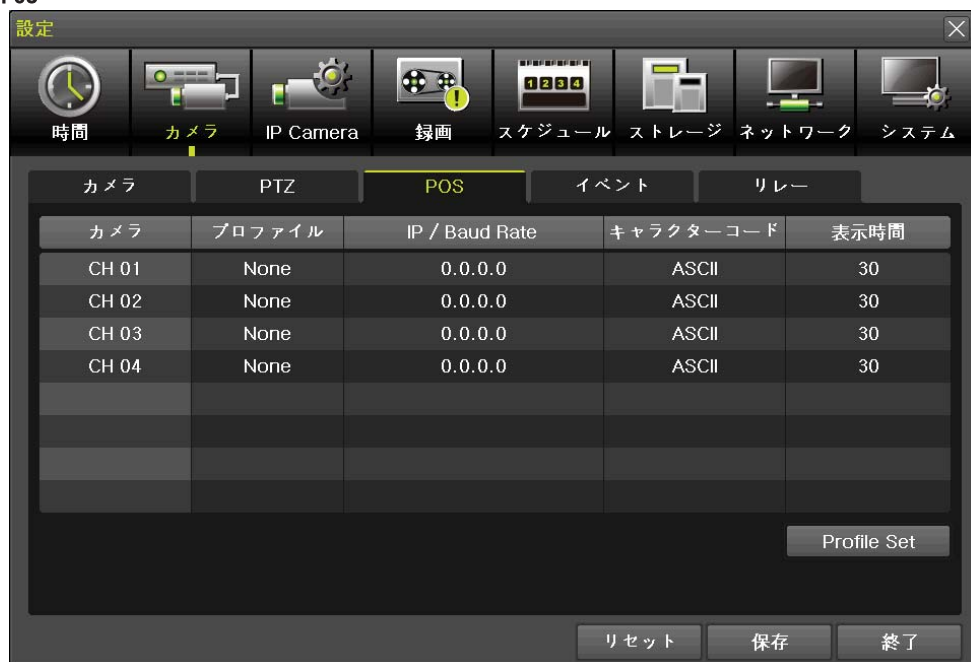 設定
1 2 3 4
時間 カメラ IP Camera 録画 スケジュール ストレージ ネットワーク システム
カメラ PTZ POS イベント リレー
カメラ プロファイル IP / Baud Rate キャラクターコード 表示時間
CH 01 None 0.0.0.0 ASCII 30
CH 02 None 0.0.0.0 ASCII 30
CH 03 None 0.0.0.0 ASCII 30
CH 04 None 0.0.0.0 ASCII 30
Profile Set
リセット 保存 終了